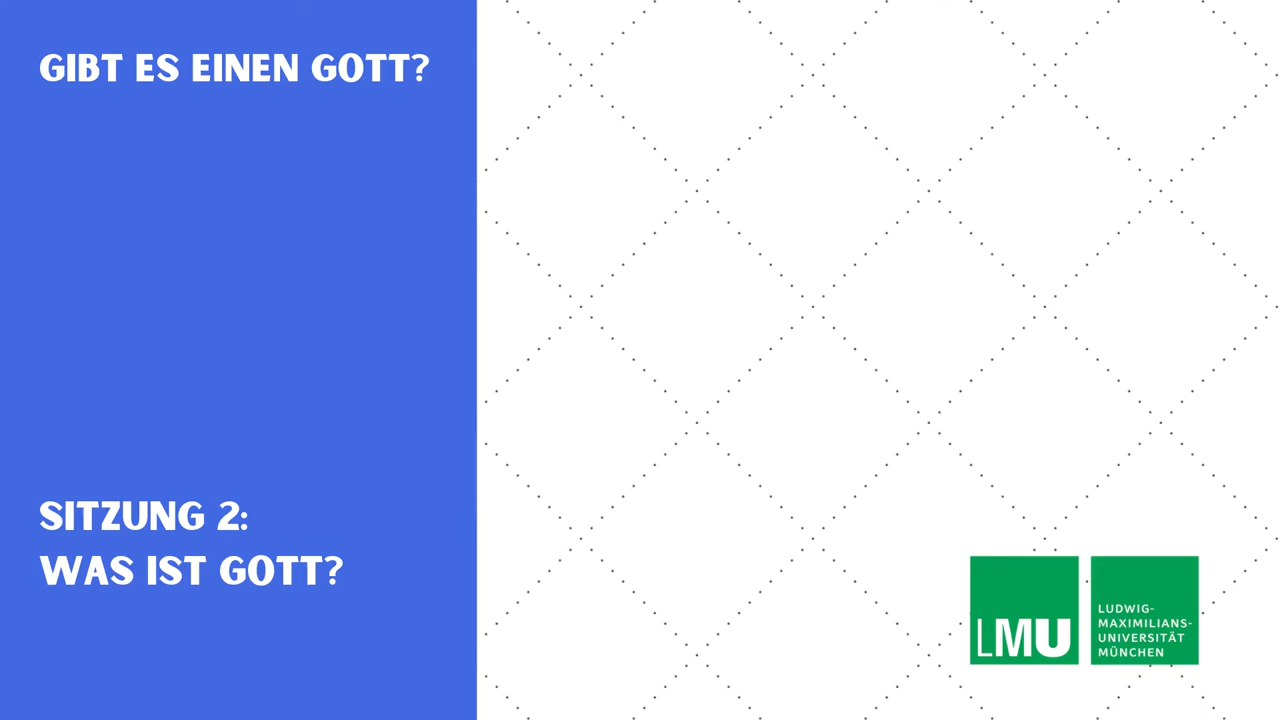 GIBT ES EINEN GOTT?
SITZUNG 2:
WAS IST GOTT?
LMU
LUDWIG-
MAXIMILIANS-
UNIVERSITÄT
MÜNCHEN